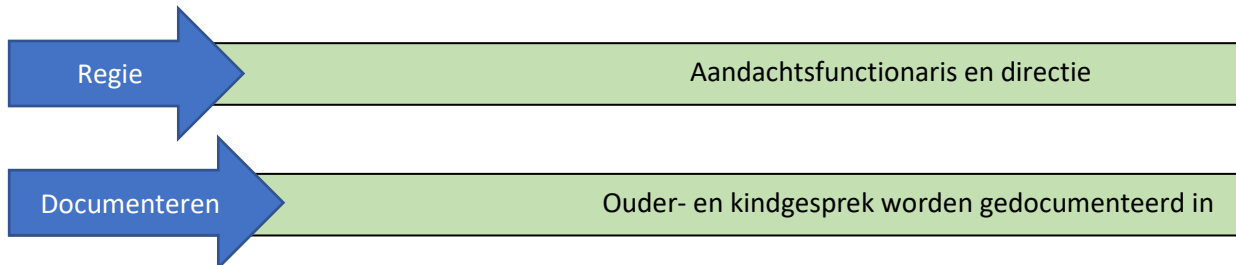 Regie
Aandachtsfunctionaris en directie
Documenteren
Ouder- en kindgesprek worden gedocumenteerd in